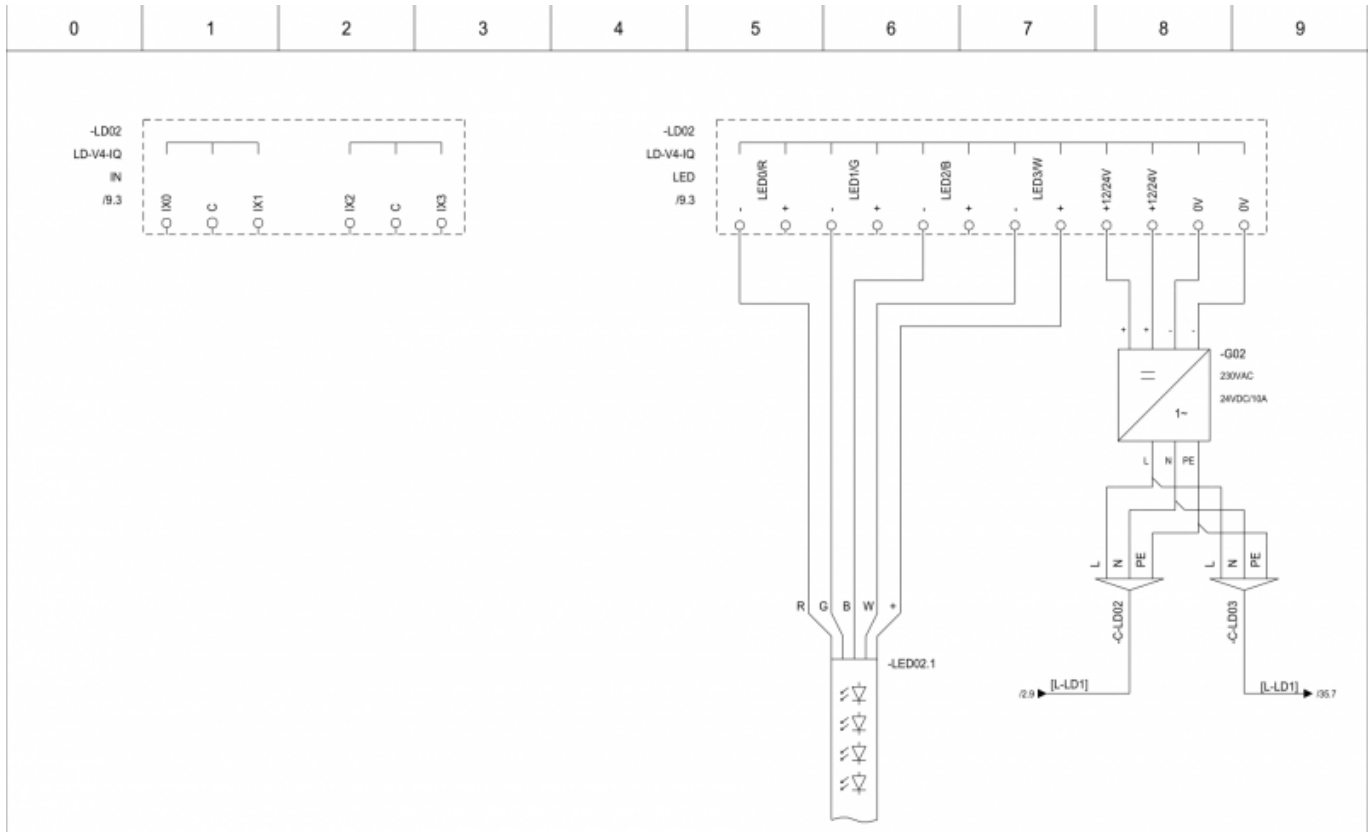 0 1 2 3 4 5 6 7 8 9
-LD02
LD-V4-IQ
IN
/9.3
IX0 C IX1 IX2 C IX3
-LD02
LD-V4-IQ
LED
/9.3
LED0/R LED1/G LED2/B LED3/W +12/24V +12/24V 0V 0V
- + - + - + - +
+ + - -
-G02
230VAC
24VDC/10A
1~
L N PE
L N PE L N PE
R G B W +
-C-LD02 -C-LD03
-LED02.1
/2.9 [L-LD1] [L-LD1] /35.7